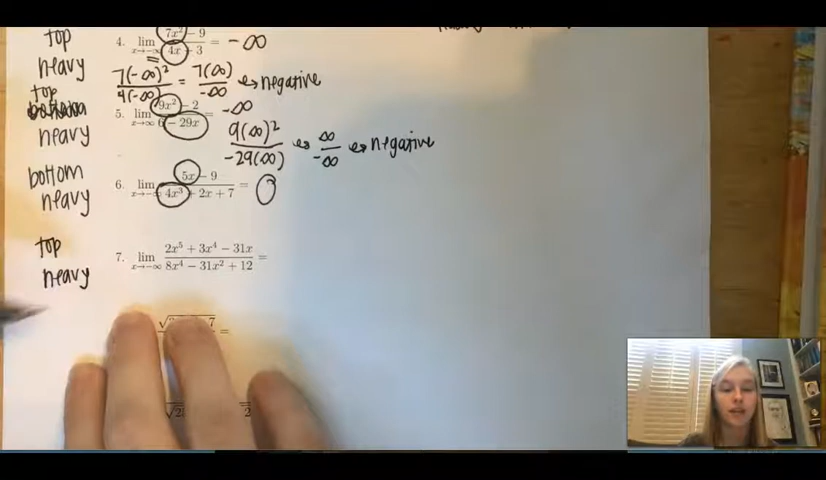 top
heavy
4. lim x→-∞ 7x² - 9 / 4x + 3 = -∞
7(-∞)² / 4(-∞) = 7(∞) / -∞ ↔ negative
top
heavy
5. lim x→∞ 9x² - 2 / 6 - 29x = -∞
9(∞)² / -29(∞) ↔ ∞ / -∞ ↔ negative
bottom
heavy
6. lim 5x - 9 / 4x³ + 2x + 7 = 0
top
heavy
7. lim x→-∞ 2x⁵ + 3x⁴ - 31x / 8x⁴ - 31x² + 12 =